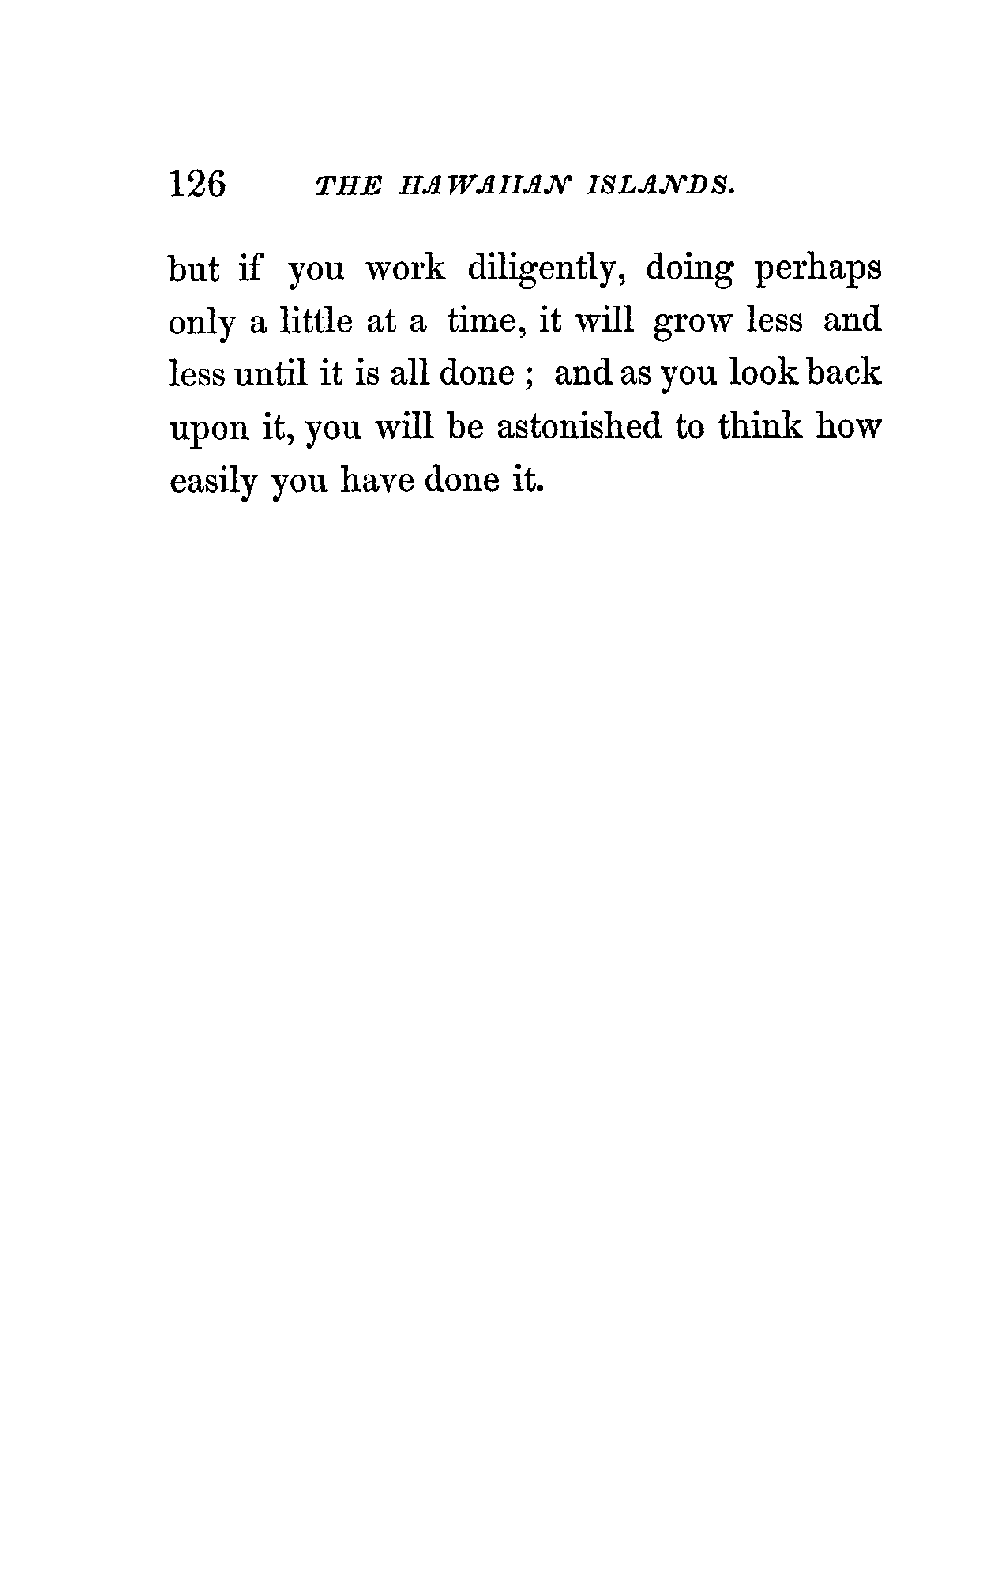 126 THE HAWAIIAN ISLANDS.
but if you work diligently, doing perhaps
only a little at a time, it will grow less and
less until it is all done ; and as you look back
upon it, you will be astonished to think how
easily you have done it.